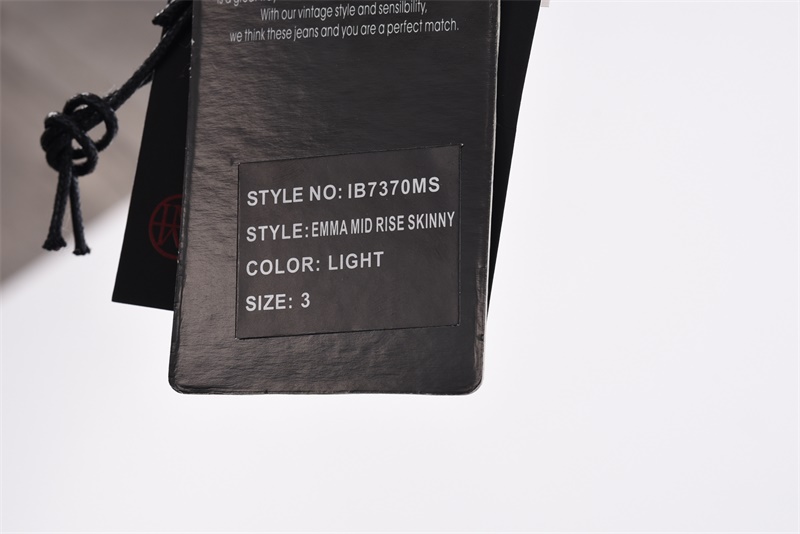 With our vintage style and sensibility,
we think these jeans and you are a perfect match.
STYLE NO: IB7370MS
STYLE: EMMA MID RISE SKINNY
COLOR: LIGHT
SIZE: 3